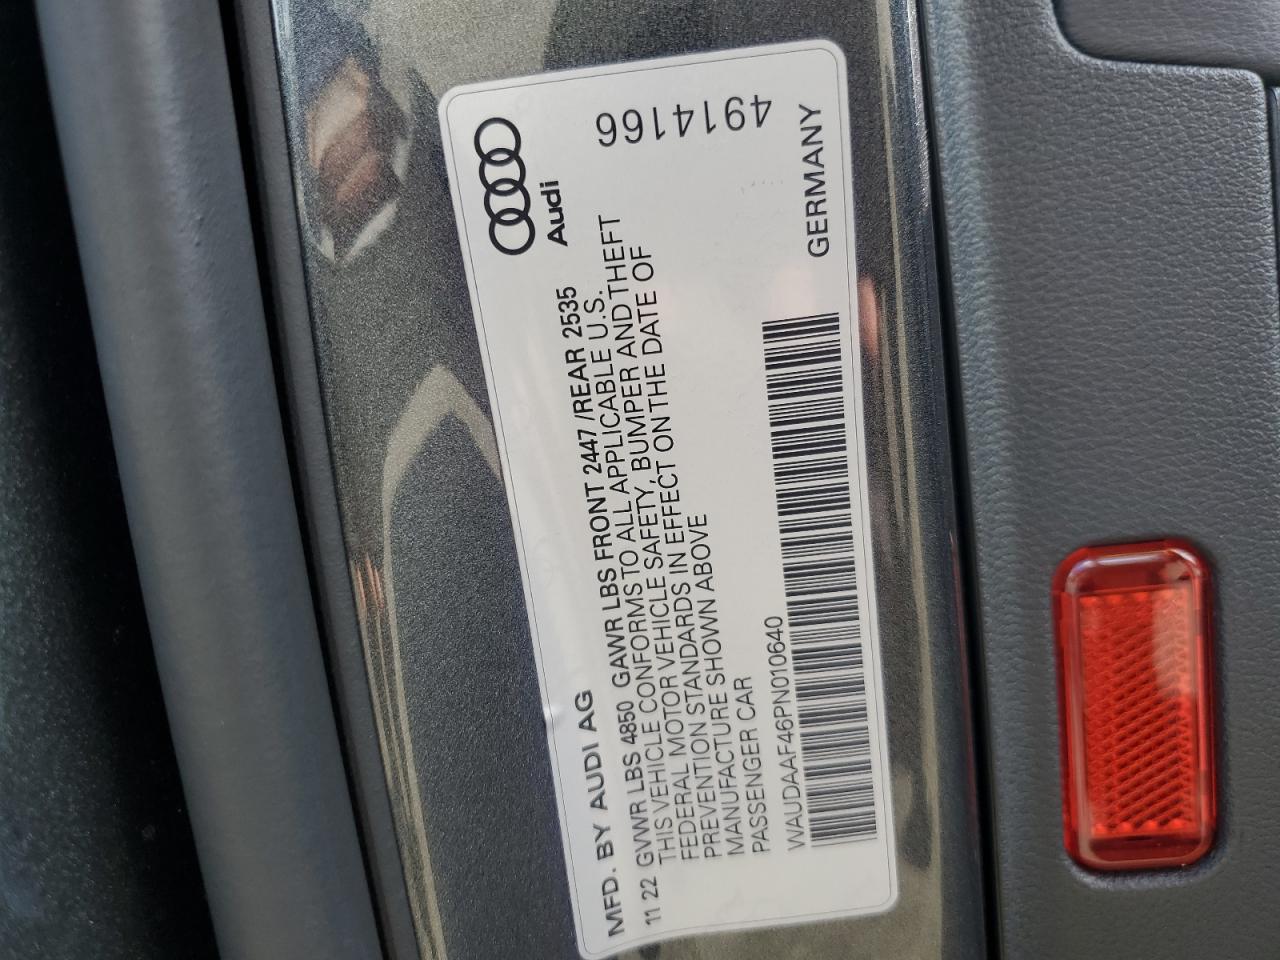 MFD. BY AUDI AG
Audi
11 22 GVWR LBS 4850 GAWR LBS FRONT 2447 /REAR 2535
THIS VEHICLE CONFORMS TO ALL APPLICABLE U.S.
FEDERAL MOTOR VEHICLE SAFETY, BUMPER AND THEFT
PREVENTION STANDARDS IN EFFECT ON THE DATE OF
MANUFACTURE SHOWN ABOVE
PASSENGER CAR
4914166
WAUDAAF46PN010640
GERMANY